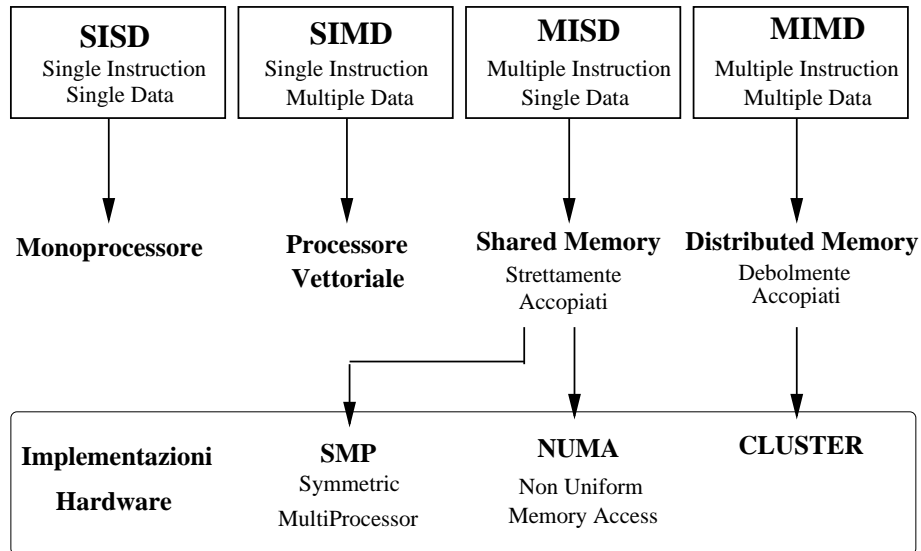 SISD
Single Instruction
Single Data
SIMD
Single Instruction
Multiple Data
MISD
Multiple Instruction
Single Data
MIMD
Multiple Instruction
Multiple Data
Monoprocessore
Processore
Vettoriale
Shared Memory
Strettamente
Accopiati
Distributed Memory
Debolmente
Accopiati
Implementazioni
Hardware
SMP
Symmetric
MultiProcessor
NUMA
Non Uniform
Memory Access
CLUSTER